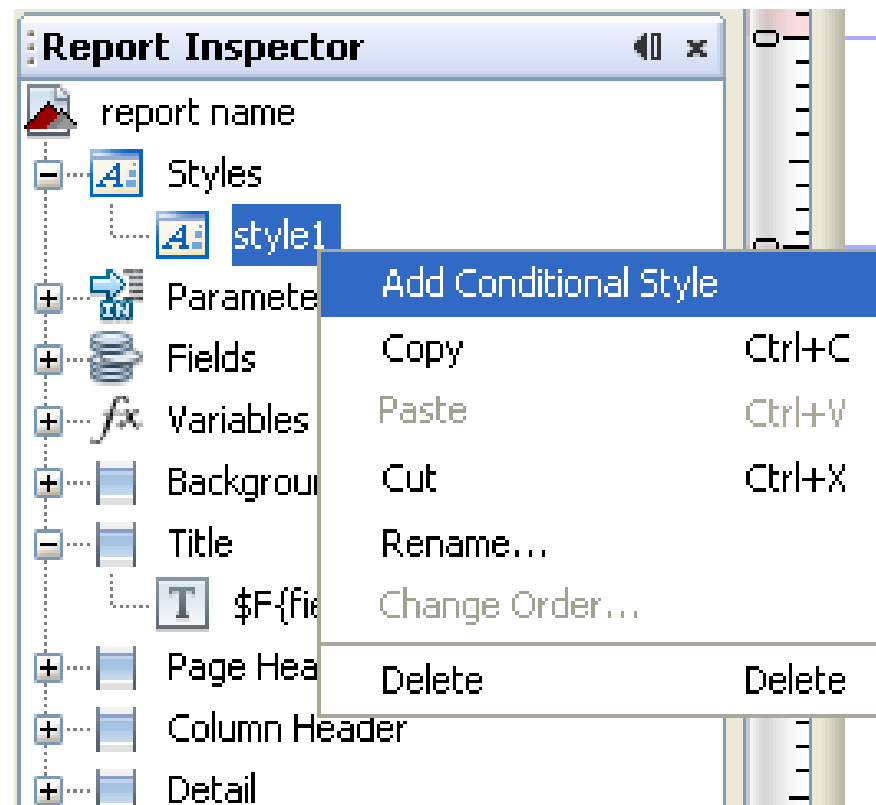 Report Inspector
report name
Styles
style1
Add Conditional Style
Paramete
Copy Ctrl+C
Fields
Paste Ctrl+V
Variables
Cut Ctrl+X
Backgrou
Title
Rename...
$F{fie
Change Order...
Page Hea
Delete Delete
Column Header
Detail